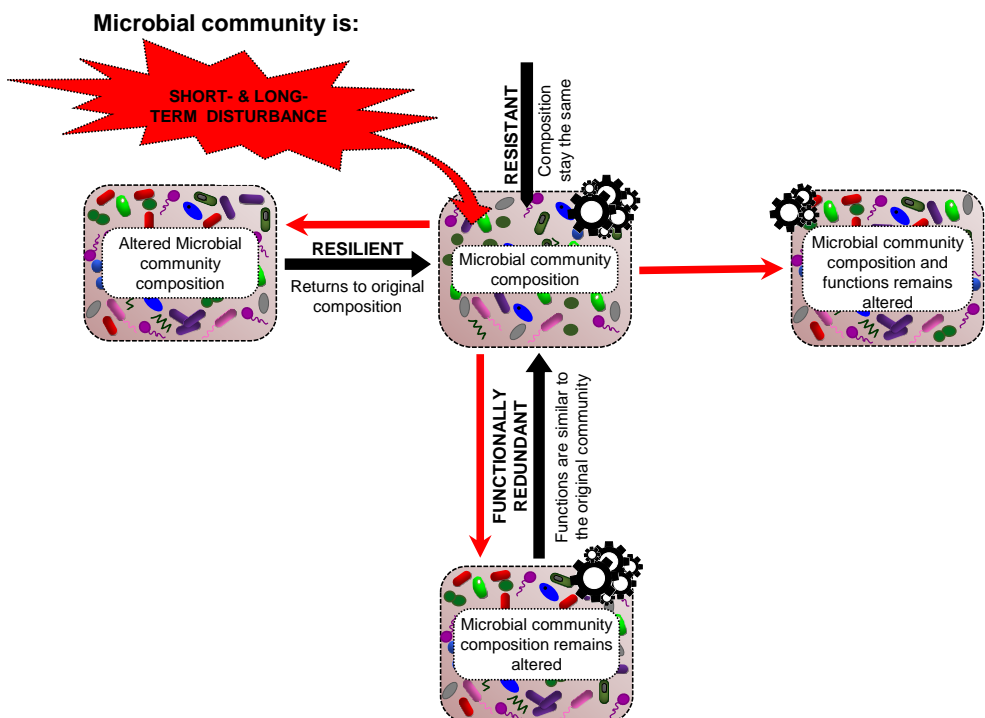 Microbial community is:
SHORT- & LONG-
TERM DISTURBANCE
RESISTANT
Composition
stay the same
Altered Microbial
community
composition
RESILIENT
Returns to original
composition
Microbial community
composition
Microbial community
composition and
functions remains
altered
FUNCTIONALLY
REDUNDANT
Functions are similar to
the original community
Microbial community
composition remains
altered